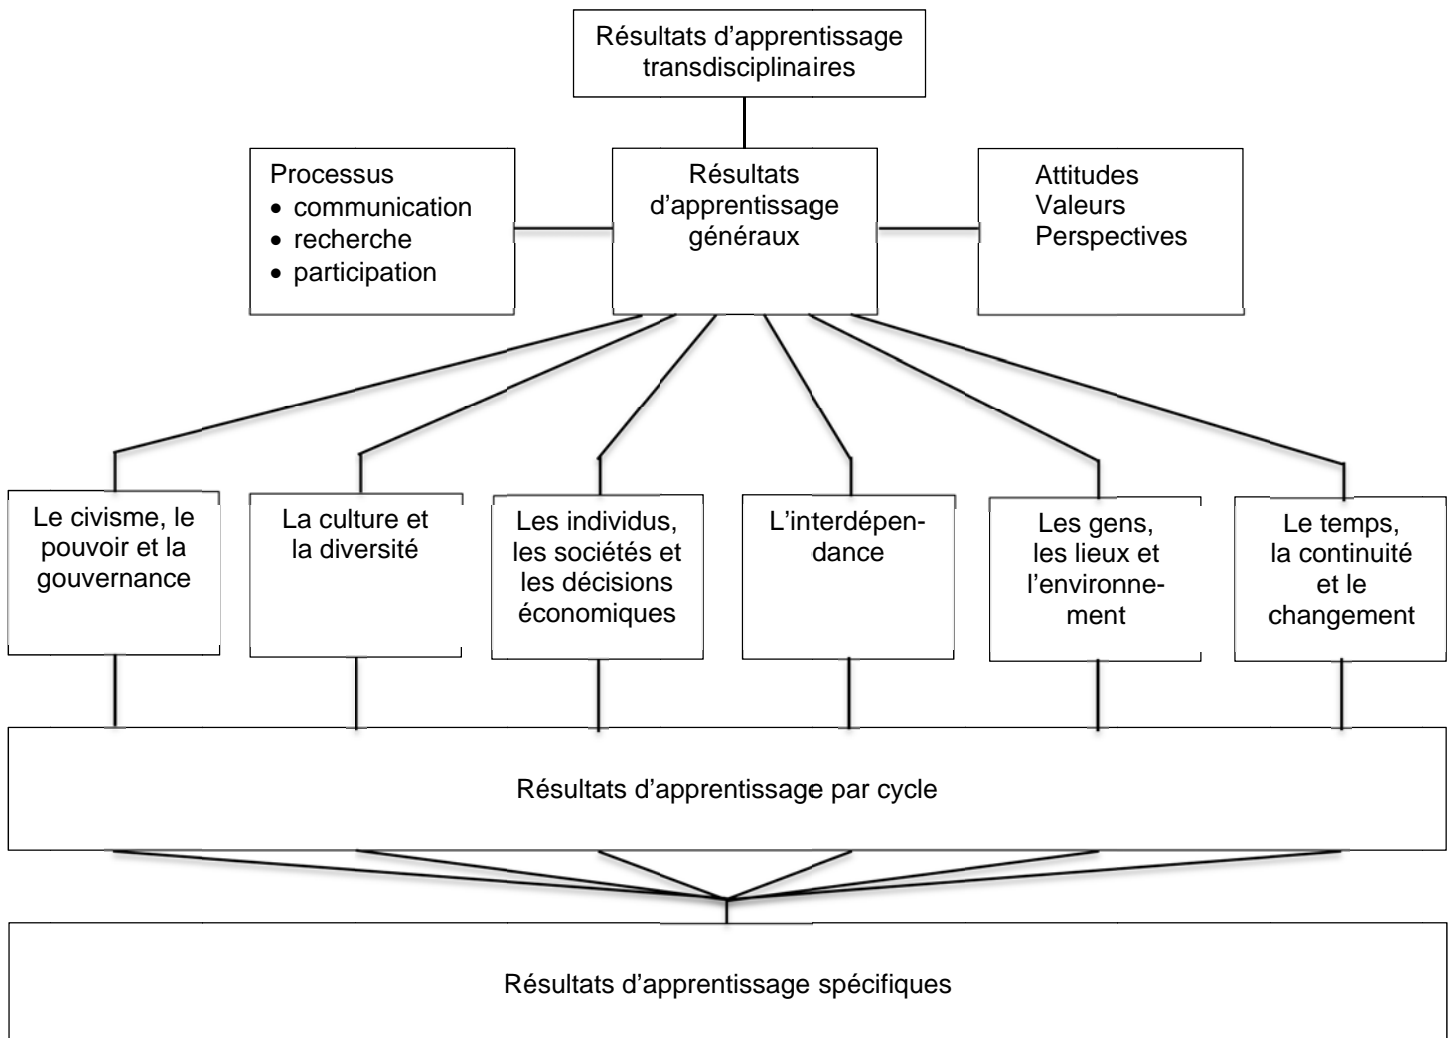 Résultats d’apprentissage
transdisciplinaires
Processus
• communication
• recherche
• participation
Résultats
d’apprentissage
généraux
Attitudes
Valeurs
Perspectives
Le civisme, le
pouvoir et la
gouvernance
La culture et
la diversité
Les individus,
les sociétés et
les décisions
économiques
L’interdépen-
dance
Les gens,
les lieux et
l’environne-
ment
Le temps,
la continuité
et le
changement
Résultats d’apprentissage par cycle
Résultats d’apprentissage spécifiques